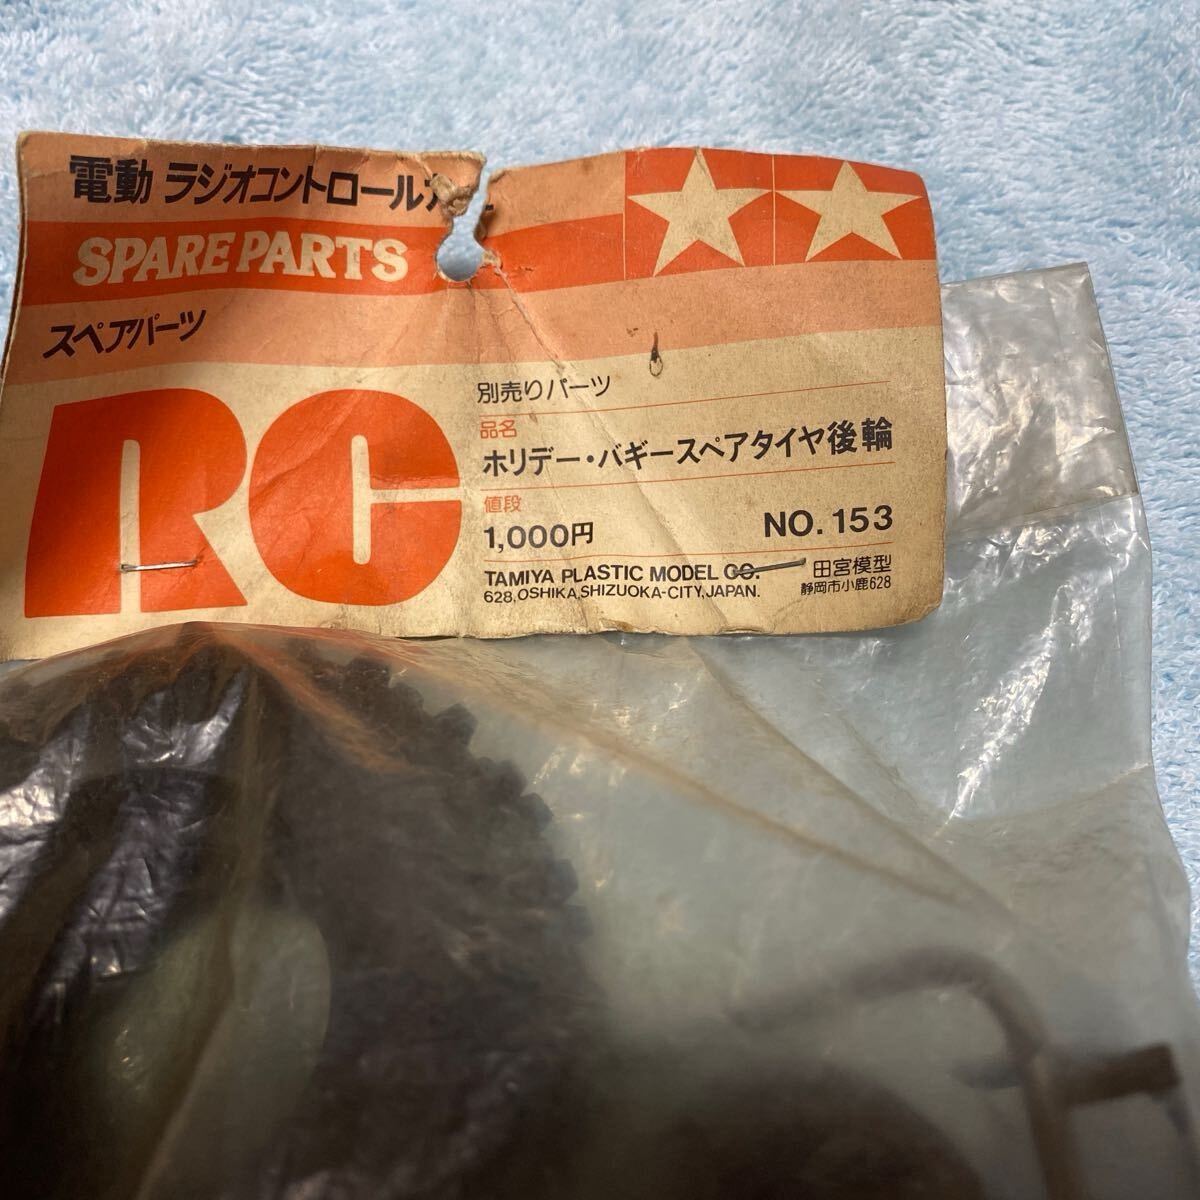 電動 ラジオコントロールカー
SPARE PARTS
スペアパーツ
RC
別売りパーツ
品名
ホリデー・バギースペアタイヤ後輪
値段
1,000円
NO. 153
TAMIYA PLASTIC MODEL CO.
628, OSHIKA, SHIZUOKA-CITY, JAPAN.
田宮模型
静岡市小鹿628